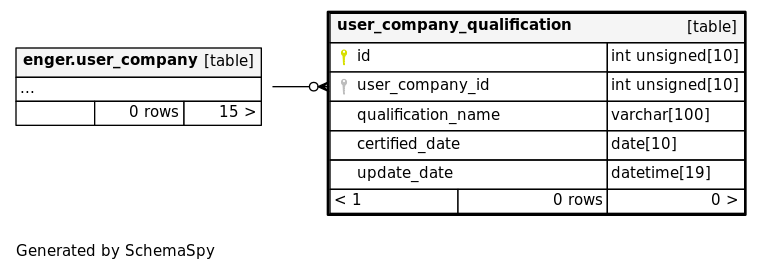 enger.user_company [table]
...
0 rows 15 >
user_company_qualification [table]
id int unsigned[10]
user_company_id int unsigned[10]
qualification_name varchar[100]
certified_date date[10]
update_date datetime[19]
< 1 0 rows 0 >
Generated by SchemaSpy